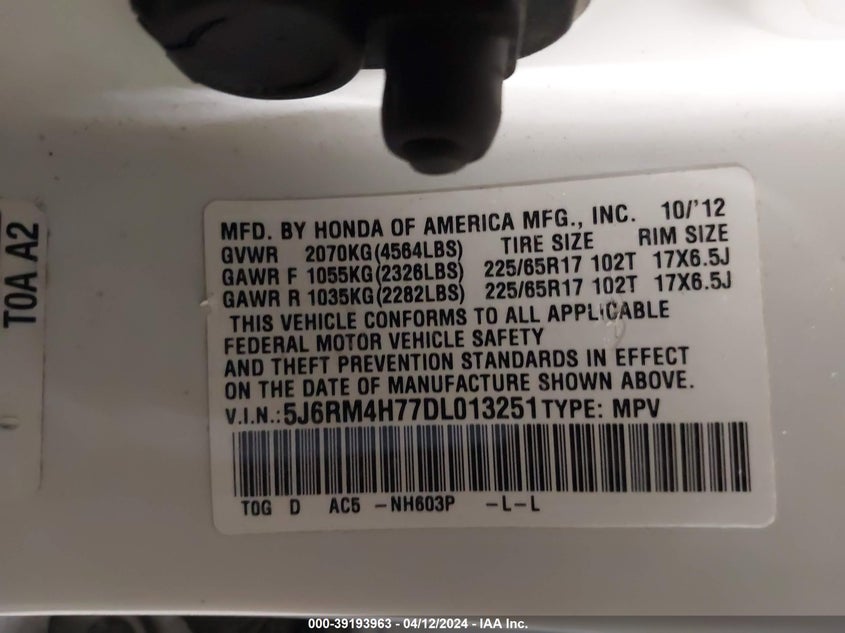 MFD. BY HONDA OF AMERICA MFG., INC. 10/'12
GVWR 2070KG(4564LBS) TIRE SIZE RIM SIZE
GAWR F 1055KG(2326LBS) 225/65R17 102T 17X6.5J
GAWR R 1035KG(2282LBS) 225/65R17 102T 17X6.5J
THIS VEHICLE CONFORMS TO ALL APPLICABLE
FEDERAL MOTOR VEHICLE SAFETY
AND THEFT PREVENTION STANDARDS IN EFFECT
ON THE DATE OF MANUFACTURE SHOWN ABOVE.
V.I.N.: 5J6RM4H77DL013251 TYPE: MPV
T0G D AC5 -NH603P -L-L
T0A A2
000-39193963 - 04/12/2024 - IAA Inc.